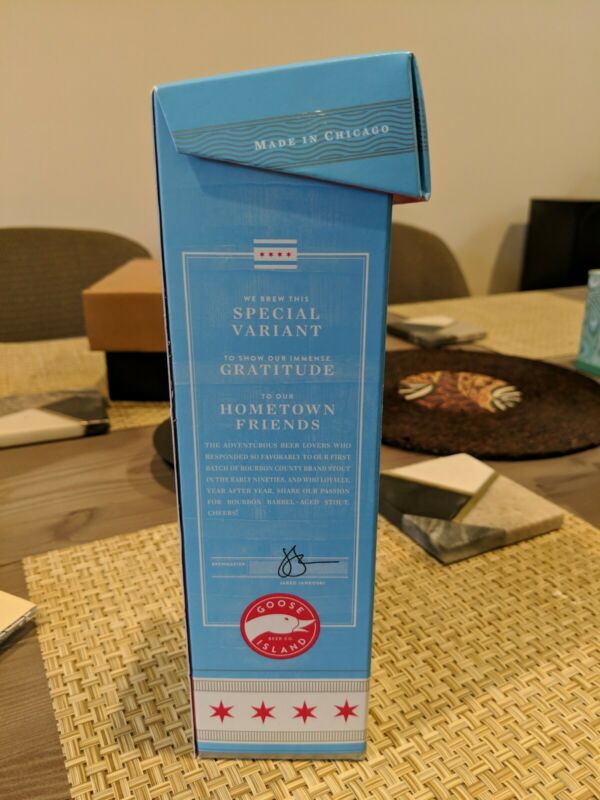 MADE IN CHICAGO
WE BREW THIS
SPECIAL
VARIANT
TO SHOW OUR IMMENSE
GRATITUDE
TO OUR
HOMETOWN
FRIENDS
THE ADVENTUROUS BEER LOVERS WHO
RESPONDED SO FAVORABLY TO OUR FIRST
BATCH OF BOURBON COUNTY BRAND STOUT
IN THE EARLY NINETIES, AND WHO LOYALLY,
YEAR AFTER YEAR, SHARE OUR PASSION
FOR BOURBON BARREL-AGED STOUT.
CHEERS!
BREWMASTER
JARED JANKOSKI
GOOSE
BEER CO.
ISLAND